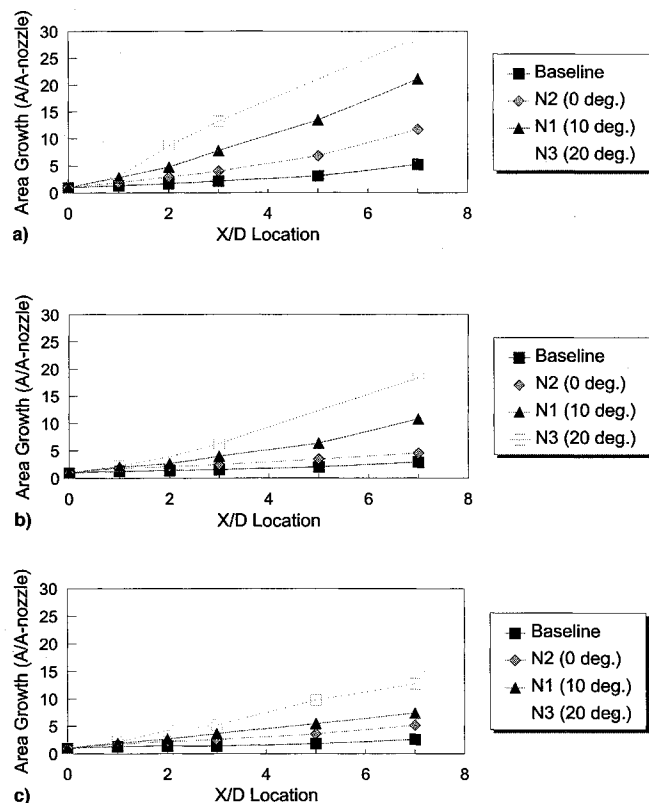 Area Growth (A/A-nozzle)
30
25
20
15
10
5
0
0 2 4 6 8
X/D Location
a)
Baseline
N2 (0 deg.)
N1 (10 deg.)
N3 (20 deg.)
Area Growth (A/A-nozzle)
30
25
20
15
10
5
0
0 2 4 6 8
X/D Location
b)
Baseline
N2 (0 deg.)
N1 (10 deg.)
N3 (20 deg.)
Area Growth (A/A-nozzle)
30
25
20
15
10
5
0
0 2 4 6 8
X/D Location
c)
Baseline
N2 (0 deg.)
N1 (10 deg.)
N3 (20 deg.)